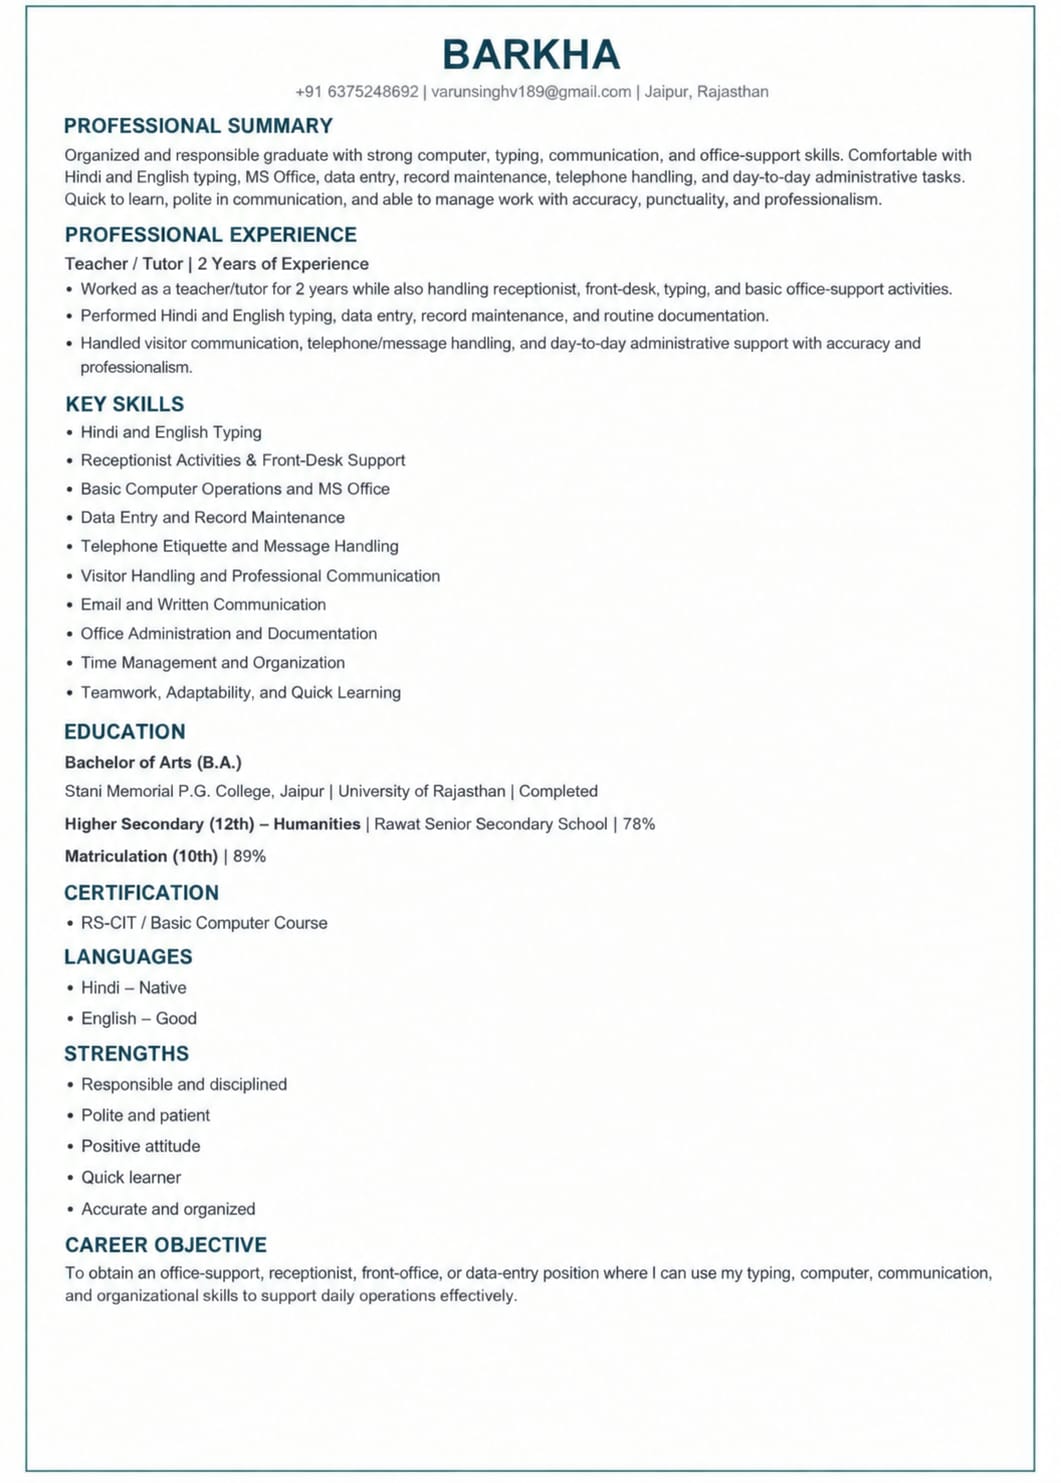 BARKHA
+91 6375248692 | varunsinghv189@gmail.com | Jaipur, Rajasthan
PROFESSIONAL SUMMARY
Organized and responsible graduate with strong computer, typing, communication, and office-support skills. Comfortable with
Hindi and English typing, MS Office, data entry, record maintenance, telephone handling, and day-to-day administrative tasks.
Quick to learn, polite in communication, and able to manage work with accuracy, punctuality, and professionalism.
PROFESSIONAL EXPERIENCE
Teacher / Tutor | 2 Years of Experience
• Worked as a teacher/tutor for 2 years while also handling receptionist, front-desk, typing, and basic office-support activities.
• Performed Hindi and English typing, data entry, record maintenance, and routine documentation.
• Handled visitor communication, telephone/message handling, and day-to-day administrative support with accuracy and
professionalism.
KEY SKILLS
• Hindi and English Typing
• Receptionist Activities & Front-Desk Support
• Basic Computer Operations and MS Office
• Data Entry and Record Maintenance
• Telephone Etiquette and Message Handling
• Visitor Handling and Professional Communication
• Email and Written Communication
• Office Administration and Documentation
• Time Management and Organization
• Teamwork, Adaptability, and Quick Learning
EDUCATION
Bachelor of Arts (B.A.)
Stani Memorial P.G. College, Jaipur | University of Rajasthan | Completed
Higher Secondary (12th) – Humanities | Rawat Senior Secondary School | 78%
Matriculation (10th) | 89%
CERTIFICATION
• RS-CIT / Basic Computer Course
LANGUAGES
• Hindi – Native
• English – Good
STRENGTHS
• Responsible and disciplined
• Polite and patient
• Positive attitude
• Quick learner
• Accurate and organized
CAREER OBJECTIVE
To obtain an office-support, receptionist, front-office, or data-entry position where I can use my typing, computer, communication,
and organizational skills to support daily operations effectively.